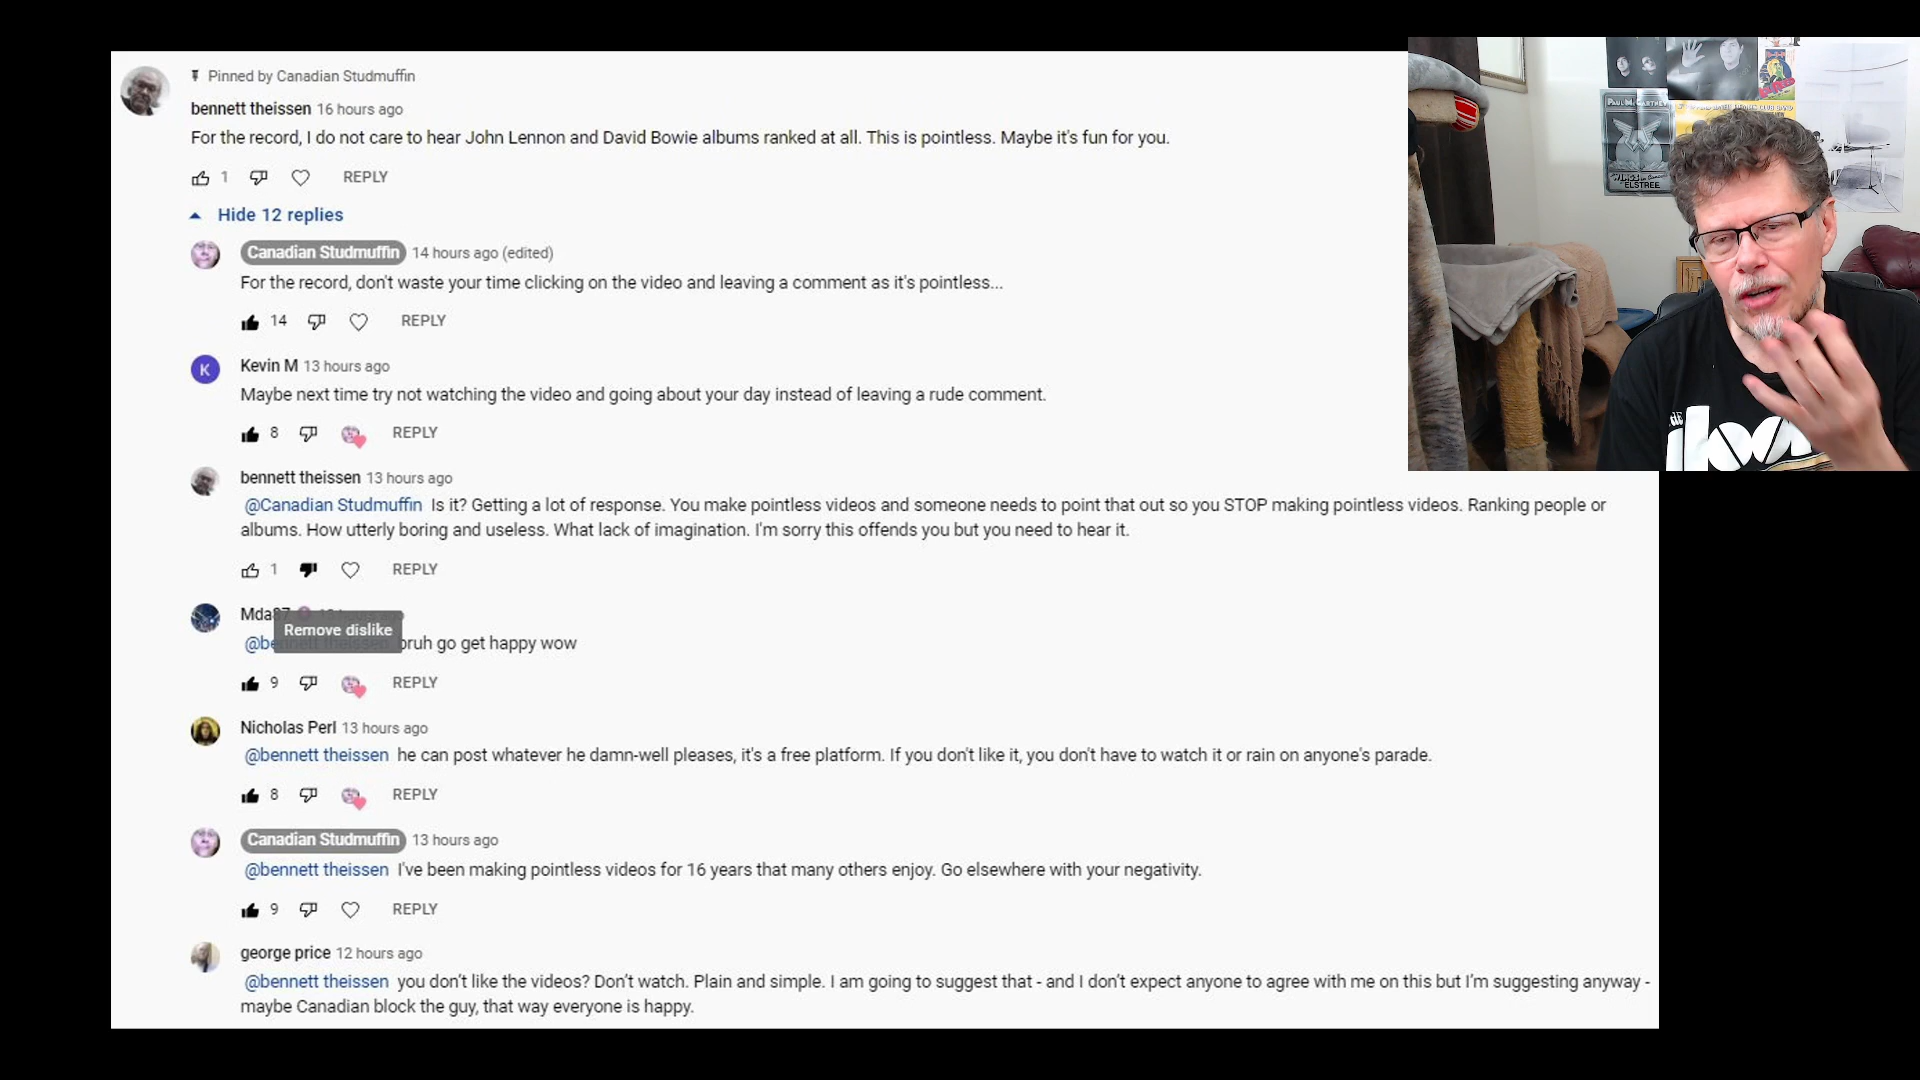 Pinned by Canadian Studmuffin
bennett theissen 16 hours ago
For the record, I do not care to hear John Lennon and David Bowie albums ranked at all. This is pointless. Maybe it's fun for you.
1 REPLY
Hide 12 replies
Canadian Studmuffin 14 hours ago (edited)
For the record, don't waste your time clicking on the video and leaving a comment as it's pointless...
14 REPLY
K
Kevin M 13 hours ago
Maybe next time try not watching the video and going about your day instead of leaving a rude comment.
8 REPLY
bennett theissen 13 hours ago
@Canadian Studmuffin Is it? Getting a lot of response. You make pointless videos and someone needs to point that out so you STOP making pointless videos. Ranking people or
albums. How utterly boring and useless. What lack of imagination. I'm sorry this offends you but you need to hear it.
1 REPLY
Mda87
Remove dislike
@bennett theissen bruh go get happy wow
9 REPLY
Nicholas Perl 13 hours ago
@bennett theissen he can post whatever he damn-well pleases, it's a free platform. If you don't like it, you don't have to watch it or rain on anyone's parade.
8 REPLY
Canadian Studmuffin 13 hours ago
@bennett theissen I've been making pointless videos for 16 years that many others enjoy. Go elsewhere with your negativity.
9 REPLY
george price 12 hours ago
@bennett theissen you don't like the videos? Don't watch. Plain and simple. I am going to suggest that - and I don't expect anyone to agree with me on this but I'm suggesting anyway -
maybe Canadian block the guy, that way everyone is happy.
PAUL McCARTNEY
WINGS
ELSTREE